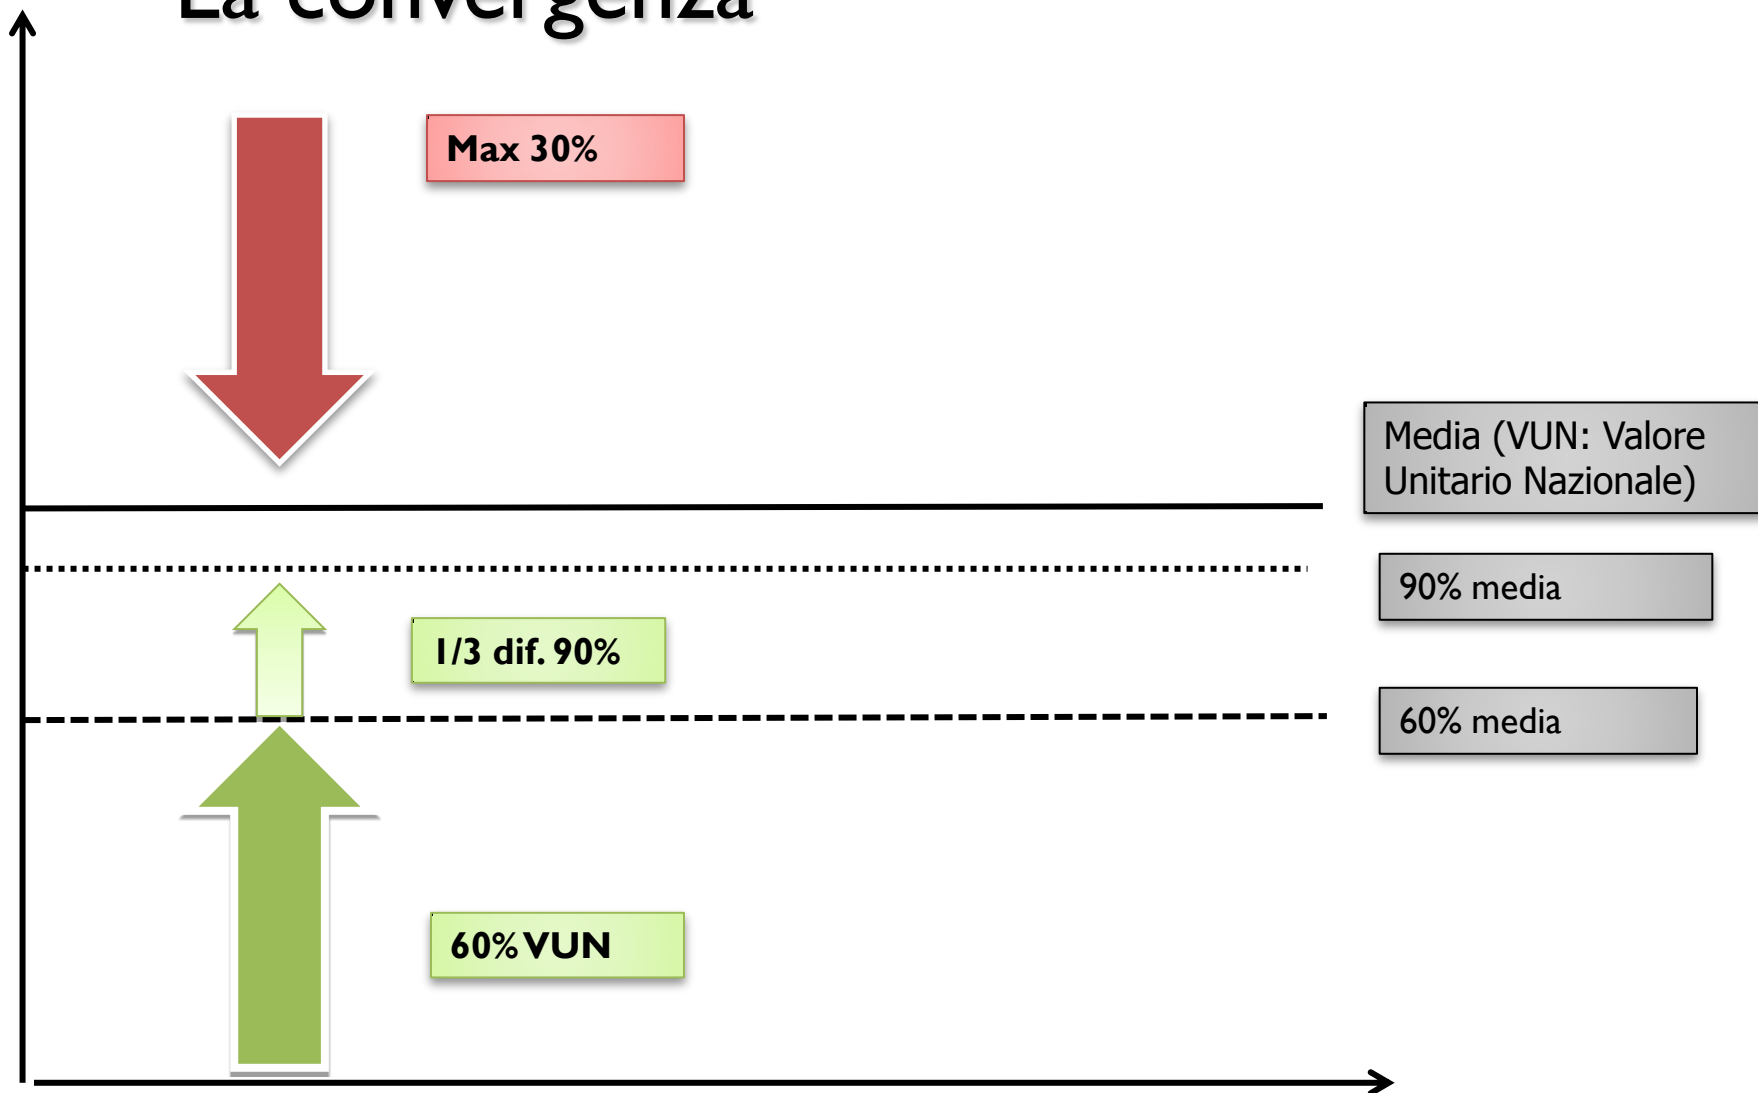 La convergenza
Max 30%
Media (VUN: Valore
Unitario Nazionale)
90% media
1/3 dif. 90%
60% media
60% VUN